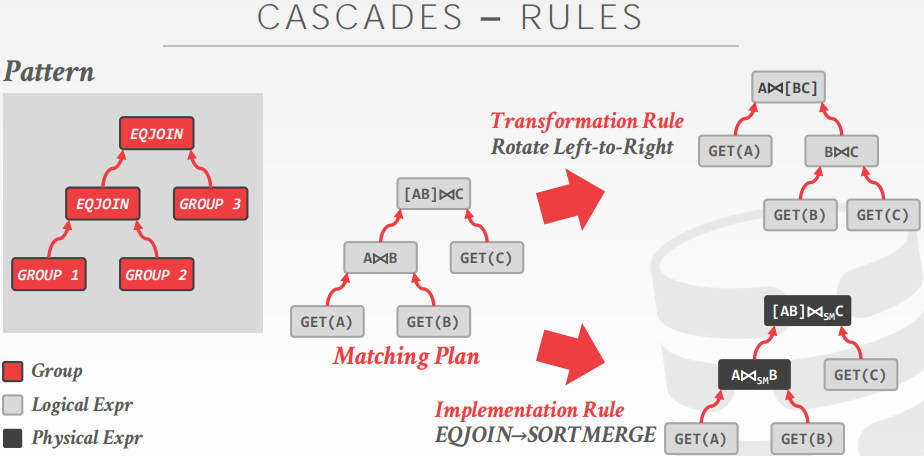 CASCADES – RULES
Pattern
EQJOIN
EQJOIN
GROUP 3
GROUP 1
GROUP 2
Group
Logical Expr
Physical Expr
[AB]⋈C
A⋈B
GET(C)
GET(A)
GET(B)
Matching Plan
Transformation Rule
Rotate Left-to-Right
A⋈[BC]
GET(A)
B⋈C
GET(B)
GET(C)
Implementation Rule
EQJOIN→SORTMERGE
[AB]⋈SMC
A⋈SMB
GET(C)
GET(A)
GET(B)